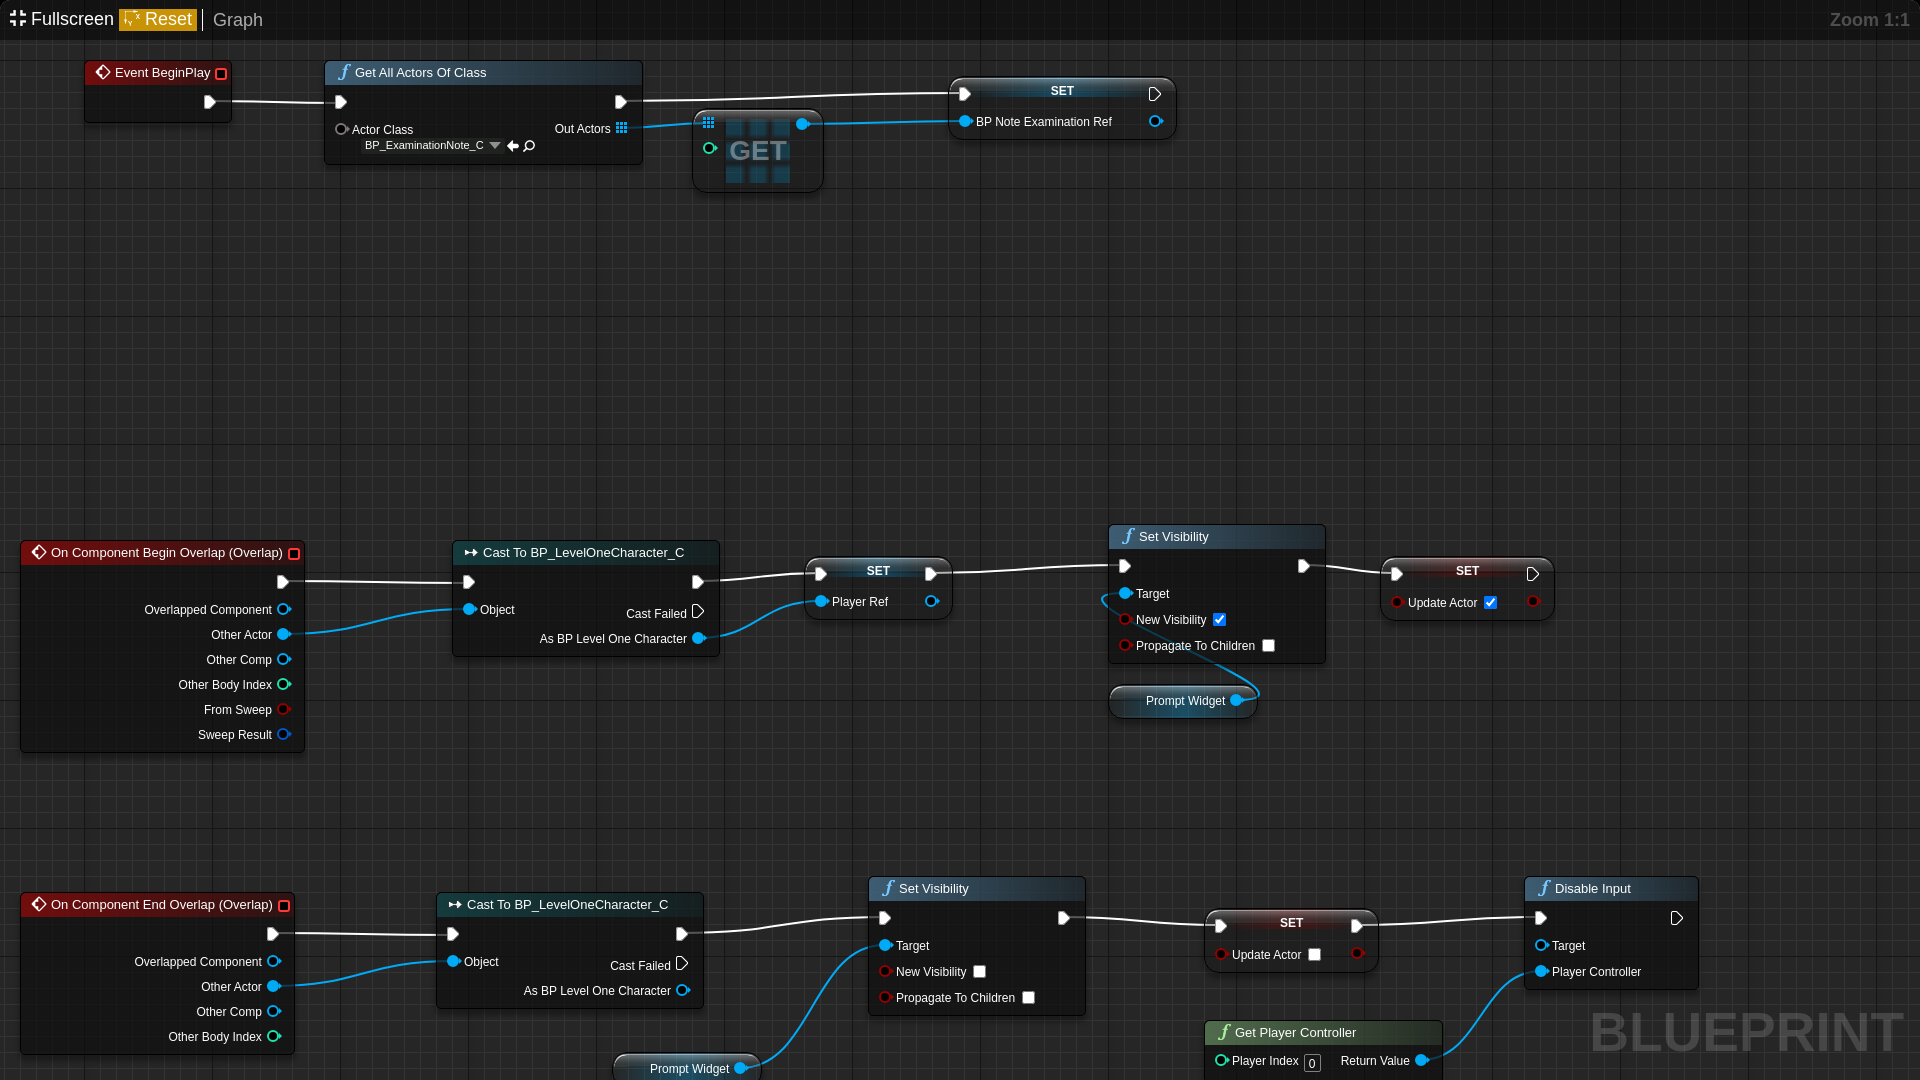 Fullscreen Reset Graph Zoom 1:1
Event BeginPlay
Get All Actors Of Class
Actor Class
BP_ExaminationNote_C
Out Actors
GET
SET
BP Note Examination Ref
On Component Begin Overlap (Overlap)
Overlapped Component
Other Actor
Other Comp
Other Body Index
From Sweep
Sweep Result
Cast To BP_LevelOneCharacter_C
Object
Cast Failed
As BP Level One Character
SET
Player Ref
Set Visibility
Target
New Visibility
Propagate To Children
Prompt Widget
SET
Update Actor
On Component End Overlap (Overlap)
Overlapped Component
Other Actor
Other Comp
Other Body Index
Cast To BP_LevelOneCharacter_C
Object
Cast Failed
As BP Level One Character
Prompt Widget
Set Visibility
Target
New Visibility
Propagate To Children
SET
Update Actor
Get Player Controller
Player Index 0
Return Value
Disable Input
Target
Player Controller
BLUEPRINT